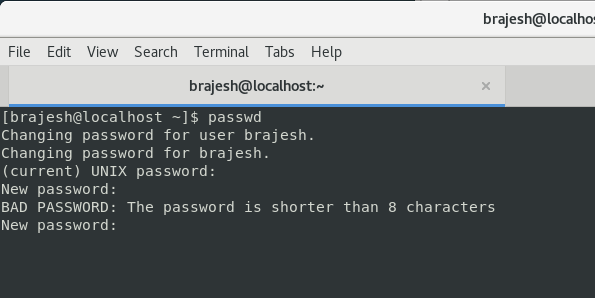 brajesh@localhos
File Edit View Search Terminal Tabs Help
brajesh@localhost:~ ×
[brajesh@localhost ~]$ passwd
Changing password for user brajesh.
Changing password for brajesh.
(current) UNIX password:
New password:
BAD PASSWORD: The password is shorter than 8 characters
New password: